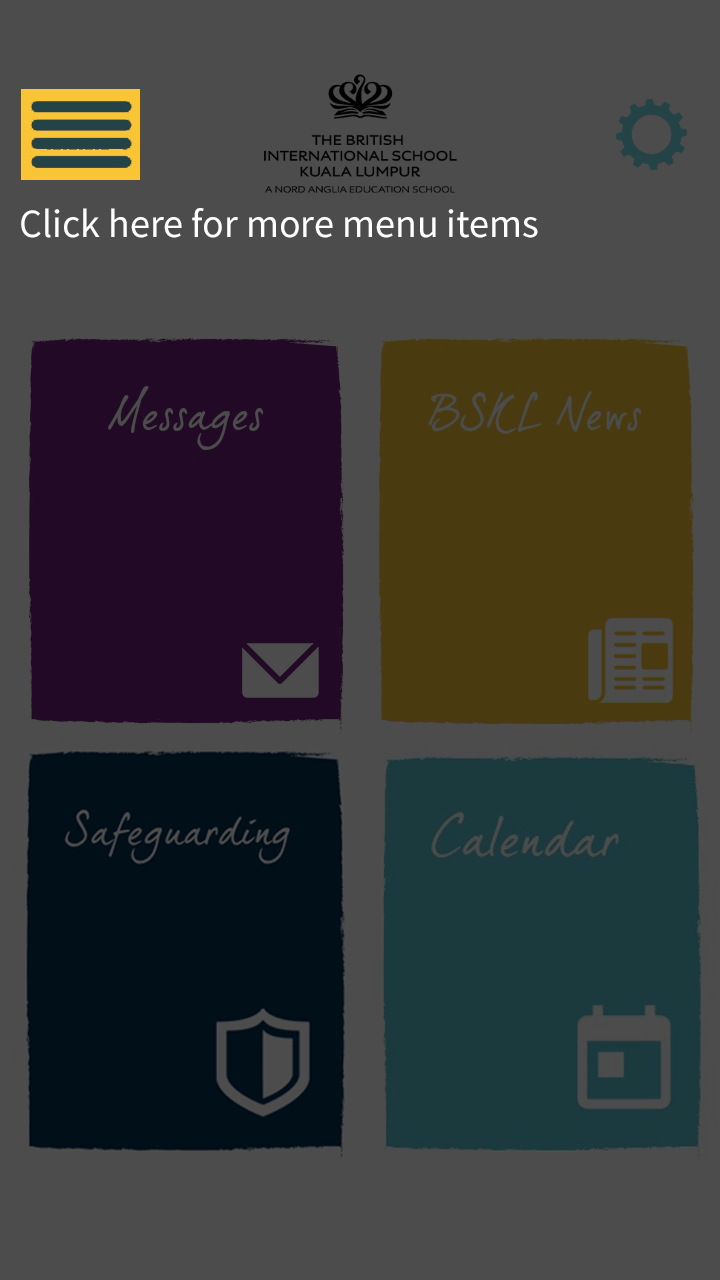 THE BRITISH
INTERNATIONAL SCHOOL
KUALA LUMPUR
A NORD ANGLIA EDUCATION SCHOOL
Click here for more menu items
Messages
BSKL News
Safeguarding
Calendar